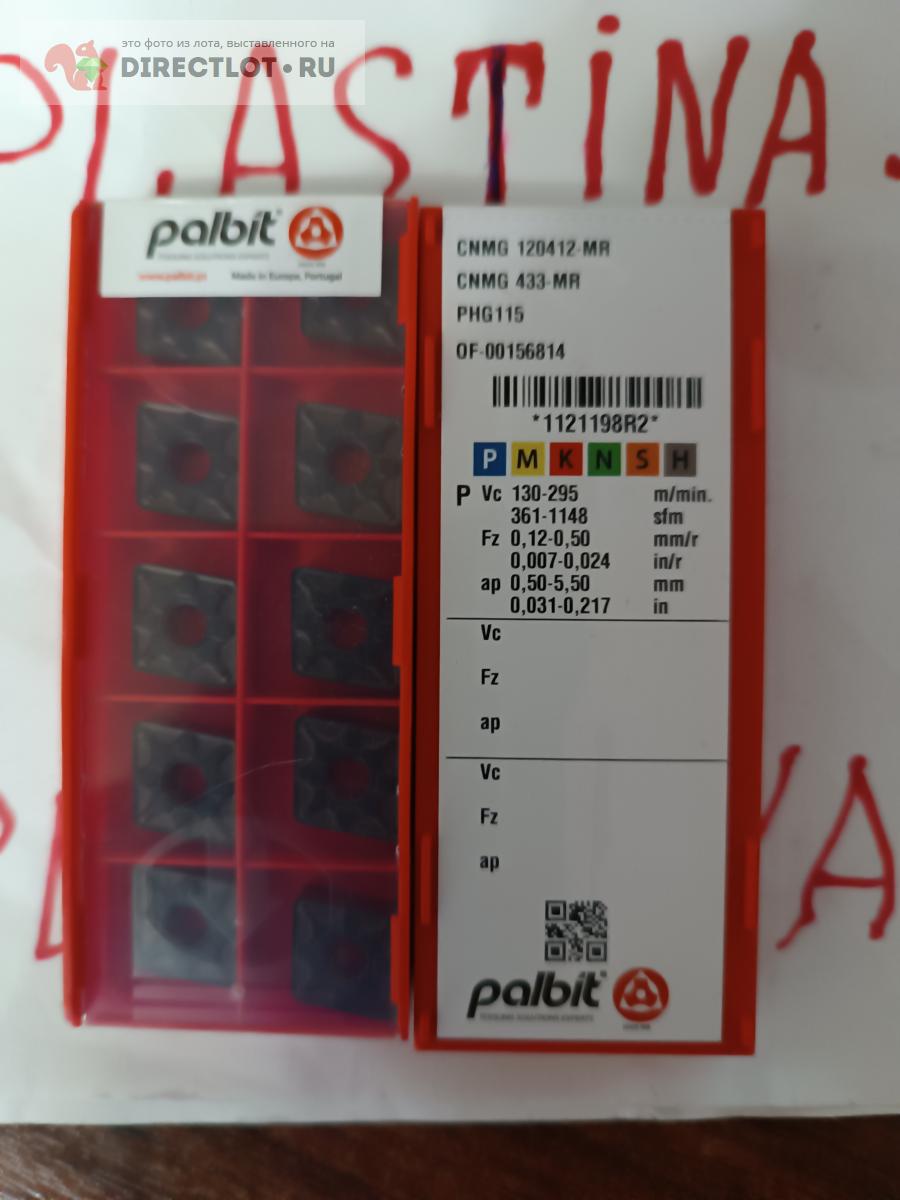 это фото из лота, выставленного на
DIRECTLOT•RU
PLASTINA.
palbit®
TOOLING SOLUTIONS EXPERTS
www.palbit.pt Made in Europe, Portugal
CNMG 120412-MR
CNMG 433-MR
PHG115
OF-00156814
*1121198R2*
P M K N S H
P Vc 130-295 m/min.
361-1148 sfm
Fz 0,12-0,50 mm/r
0,007-0,024 in/r
ap 0,50-5,50 mm
0,031-0,217 in
Vc
Fz
ap
Vc
Fz
ap
palbit®
TOOLING SOLUTIONS EXPERTS